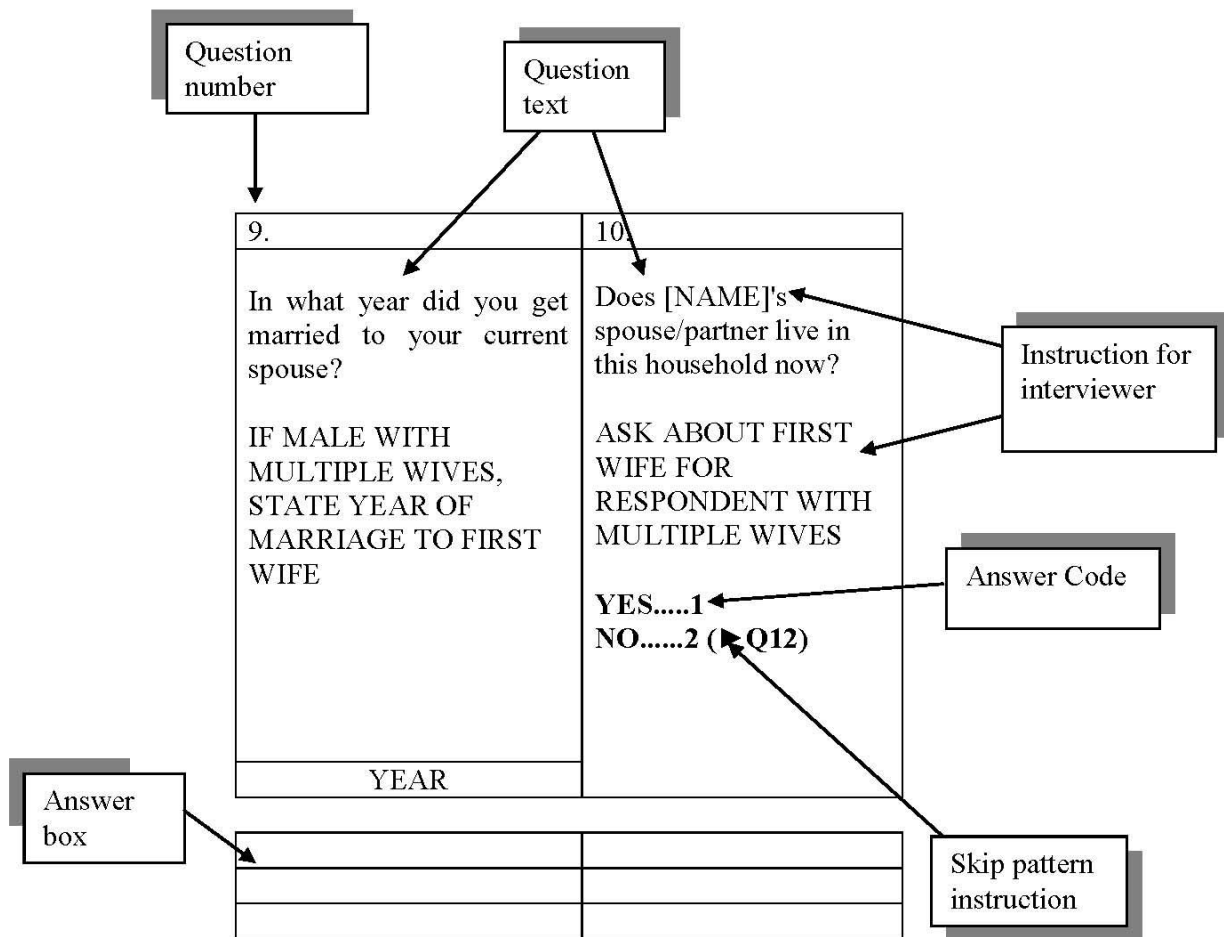 Question
number
Question
text
9.
In what year did you get
married to your current
spouse?
IF MALE WITH
MULTIPLE WIVES,
STATE YEAR OF
MARRIAGE TO FIRST
WIFE
YEAR
10.
Does [NAME]'s
spouse/partner live in
this household now?
ASK ABOUT FIRST
WIFE FOR
RESPONDENT WITH
MULTIPLE WIVES
YES.....1
NO......2 (▶Q12)
Instruction for
interviewer
Answer Code
Answer
box
Skip pattern
instruction